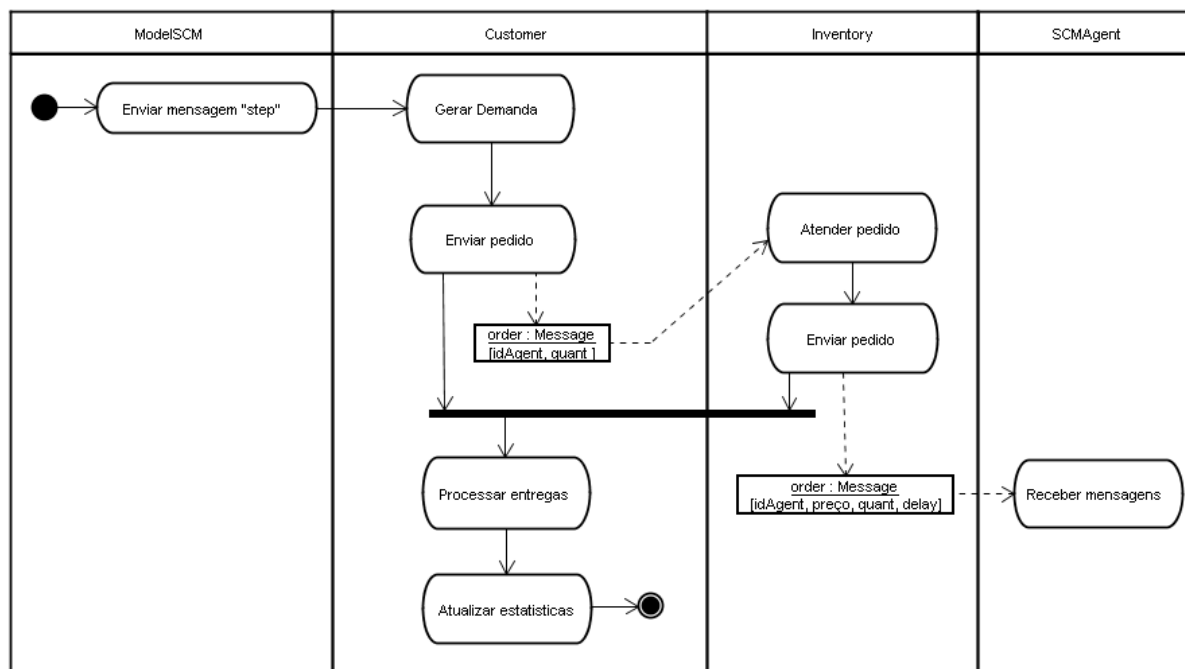 ModelSCM
Customer
Inventory
SCMAgent
Enviar mensagem "step"
Gerar Demanda
Enviar pedido
Atender pedido
order : Message
[idAgent, quant ]
Enviar pedido
Processar entregas
order : Message
[idAgent, preço, quant, delay]
Receber mensagens
Atualizar estatisticas